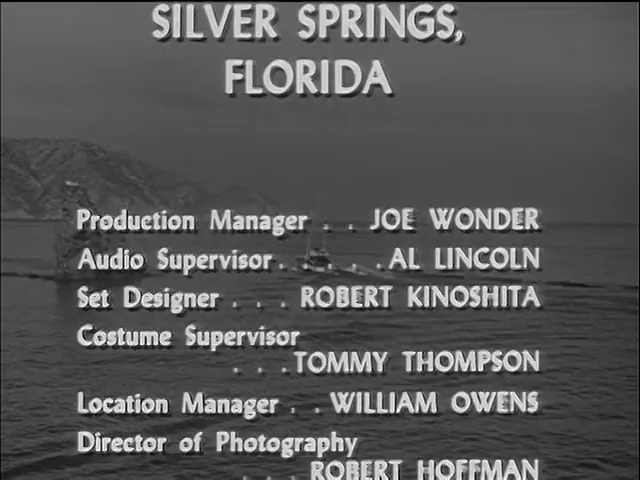 SILVER SPRINGS,
FLORIDA
Production Manager . . JOE WONDER
Audio Supervisor . . . . . AL LINCOLN
Set Designer . . . ROBERT KINOSHITA
Costume Supervisor
. . . TOMMY THOMPSON
Location Manager . . WILLIAM OWENS
Director of Photography
. . . ROBERT HOFFMAN